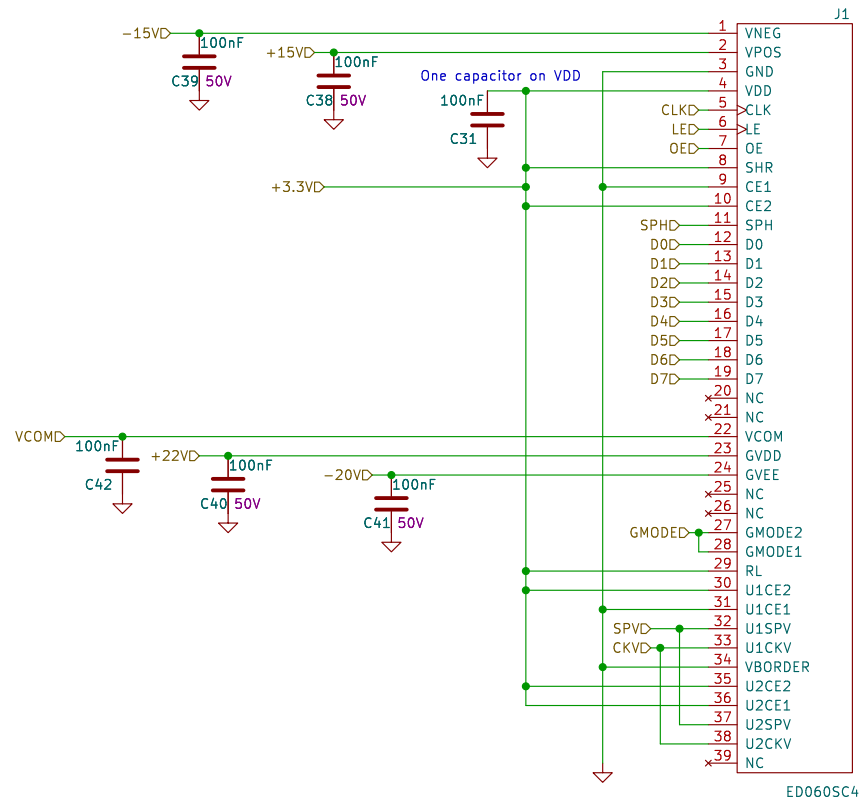 J1
-15V 1 VNEG
100nF
C39 50V
+15V 2 VPOS
100nF
C38 50V
3 GND
One capacitor on VDD
4 VDD
100nF
C31
CLK 5 CLK
LE 6 LE
OE 7 OE
8 SHR
+3.3V 9 CE1
10 CE2
SPH 11 SPH
D0 12 D0
D1 13 D1
D2 14 D2
D3 15 D3
D4 16 D4
D5 17 D5
D6 18 D6
D7 19 D7
20 NC
21 NC
VCOM 22 VCOM
100nF
C42
+22V 23 GVDD
100nF
C40 50V
-20V 24 GVEE
100nF
C41 50V
25 NC
26 NC
GMODE 27 GMODE2
28 GMODE1
29 RL
30 U1CE2
31 U1CE1
SPV 32 U1SPV
CKV 33 U1CKV
34 VBORDER
35 U2CE2
36 U2CE1
37 U2SPV
38 U2CKV
39 NC
ED060SC4